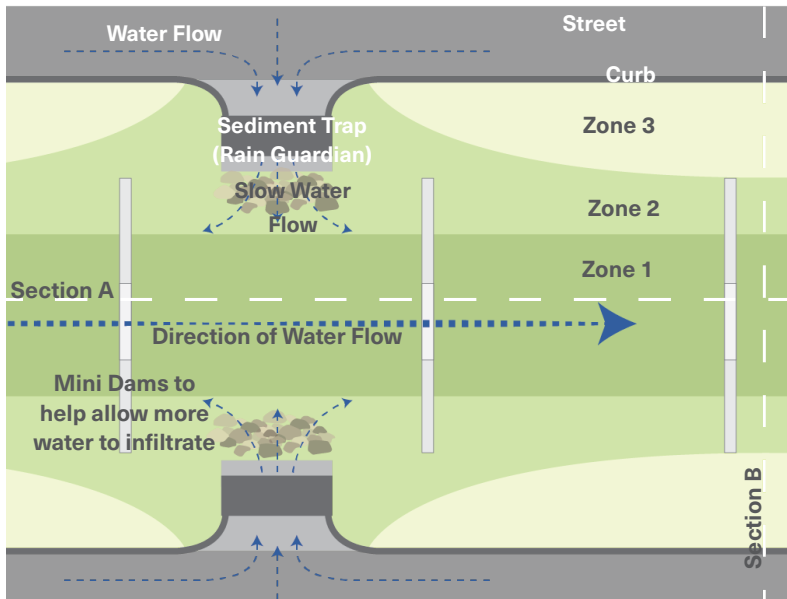 Water Flow
Street
Curb
Sediment Trap
(Rain Guardian)
Zone 3
Slow Water
Flow
Zone 2
Zone 1
Section A
Direction of Water Flow
Mini Dams to
help allow more
water to infiltrate
Section B